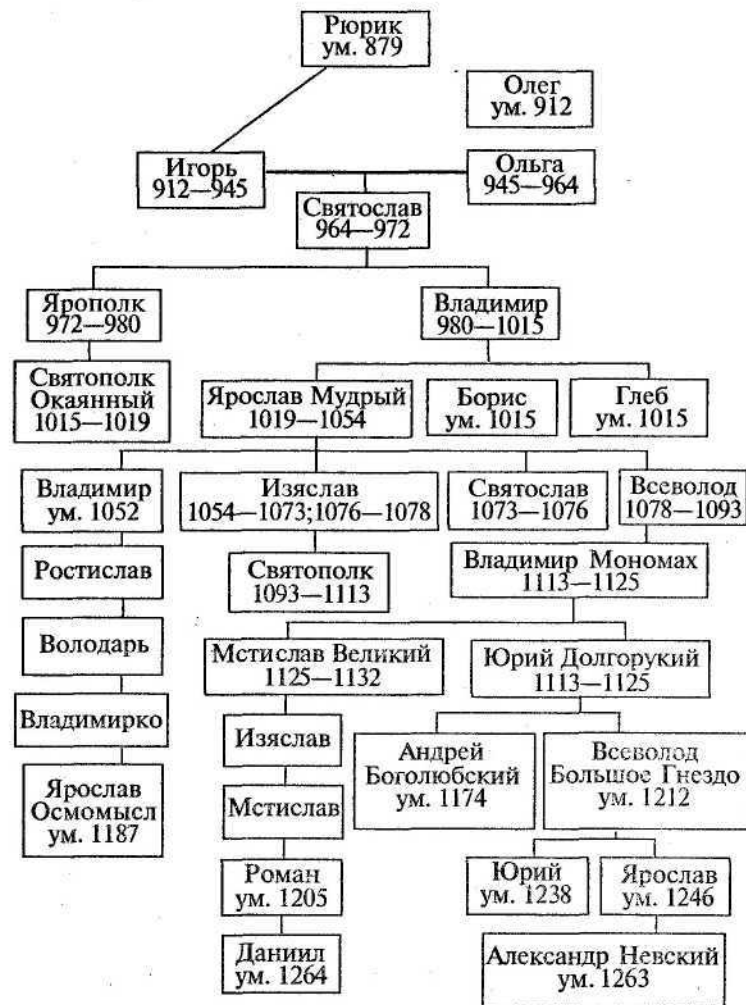 Рюрик
ум. 879
Олег
ум. 912
Игорь
912—945
Ольга
945—964
Святослав
964—972
Ярополк
972—980
Владимир
980—1015
Святополк
Окаянный
1015—1019
Ярослав Мудрый
1019—1054
Борис
ум. 1015
Глеб
ум. 1015
Владимир
ум. 1052
Изяслав
1054—1073;1076—1078
Святослав
1073—1076
Всеволод
1078—1093
Ростислав
Святополк
1093—1113
Владимир Мономах
1113—1125
Володарь
Мстислав Великий
1125—1132
Юрий Долгорукий
1113—1125
Владимирко
Изяслав
Андрей
Боголюбский
ум. 1174
Всеволод
Большое Гнездо
ум. 1212
Ярослав
Осмомысл
ум. 1187
Мстислав
Роман
ум. 1205
Юрий
ум. 1238
Ярослав
ум. 1246
Даниил
ум. 1264
Александр Невский
ум. 1263